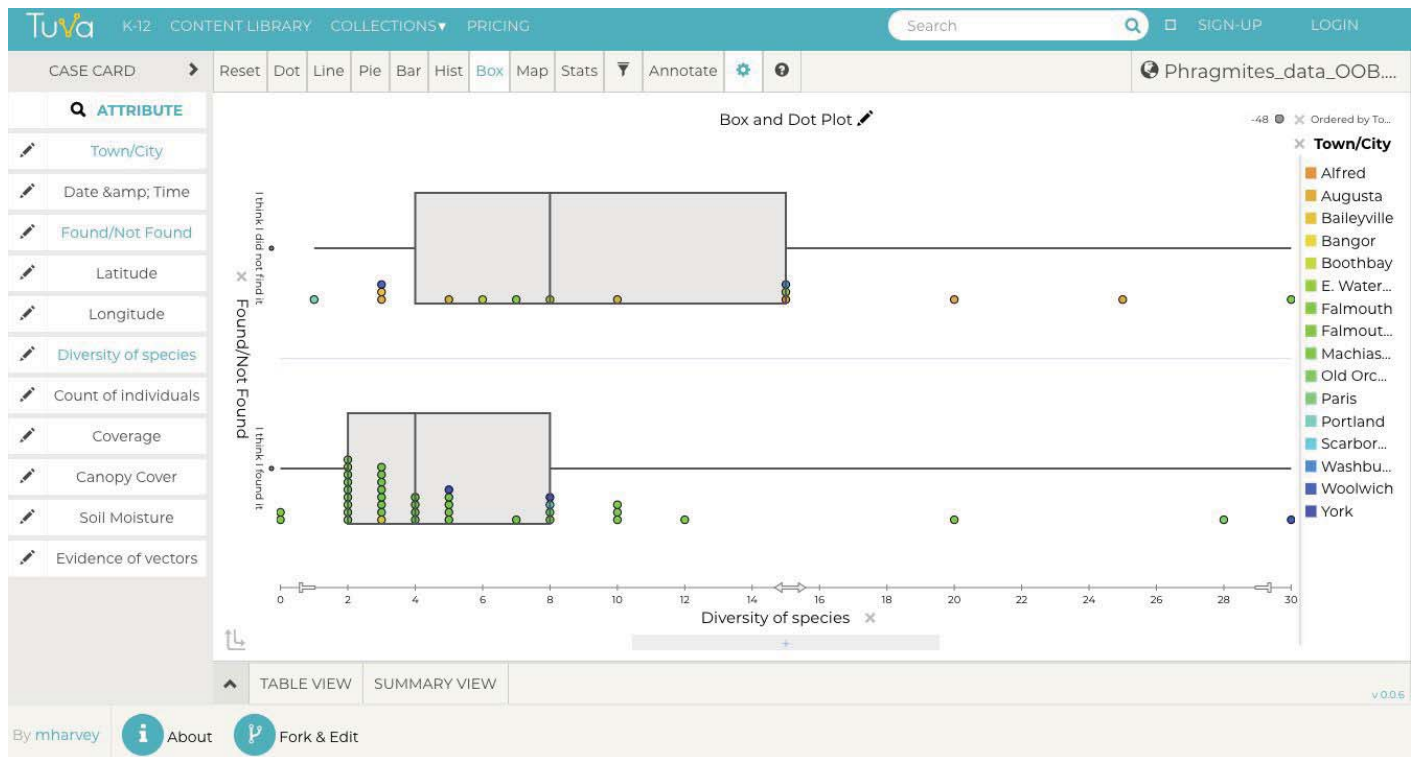 TUVA K-12 CONTENT LIBRARY COLLECTIONS▾ PRICING Search SIGN-UP LOGIN
CASE CARD Reset Dot Line Pie Bar Hist Box Map Stats Annotate Phragmites_data_OOB....
ATTRIBUTE
Town/City
Date &amp; Time
Found/Not Found
Latitude
Longitude
Diversity of species
Count of individuals
Coverage
Canopy Cover
Soil Moisture
Evidence of vectors
Box and Dot Plot
-48 Ordered by To...
Town/City
Alfred
Augusta
Baileyville
Bangor
Boothbay
E. Water...
Falmouth
Falmout...
Machias...
Old Orc...
Paris
Portland
Scarbor...
Washbu...
Woolwich
York
Found/Not Found
I think I did not find it
I think I found it
0 2 4 6 8 10 12 14 16 18 20 22 24 26 28 30
Diversity of species
+
TABLE VIEW SUMMARY VIEW
v 0.0.6
By mharvey i About Fork & Edit